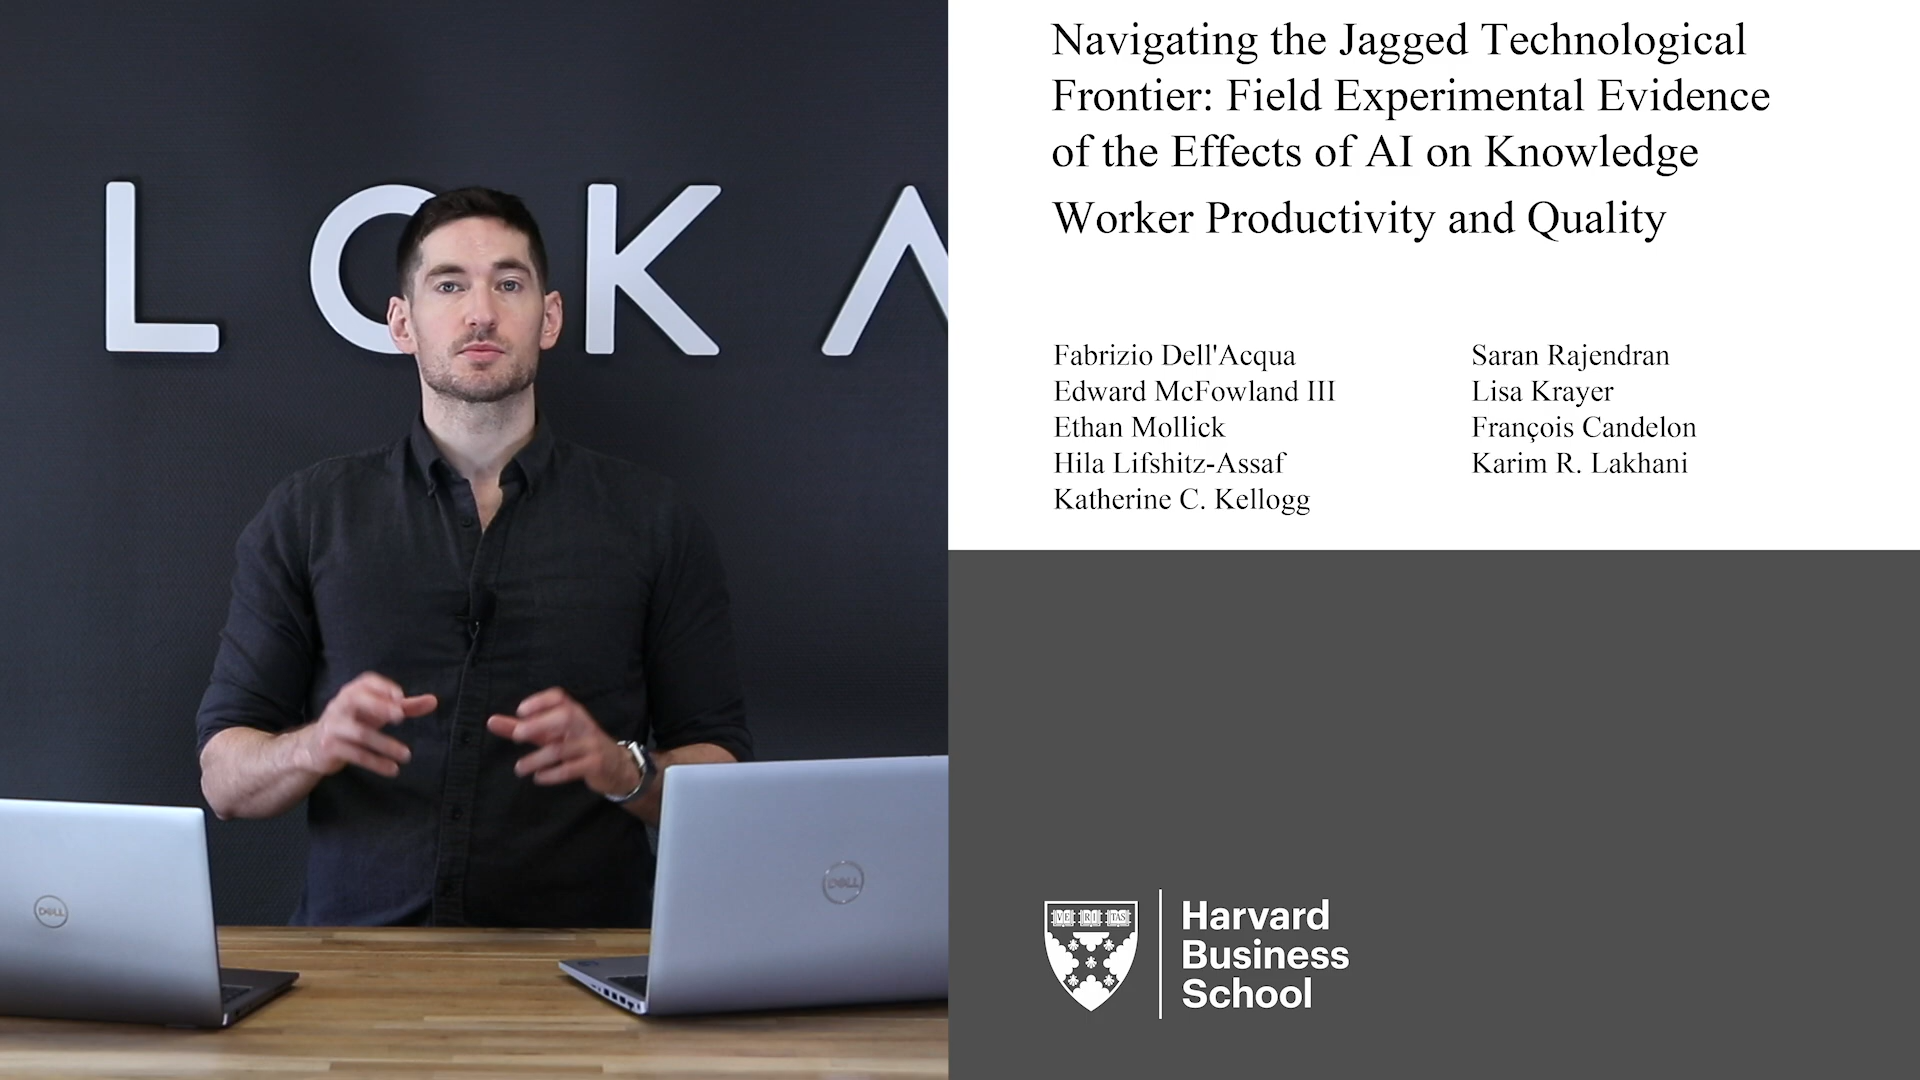 LOKA
DELL
DELL
Navigating the Jagged Technological
Frontier: Field Experimental Evidence
of the Effects of AI on Knowledge
Worker Productivity and Quality
Fabrizio Dell'Acqua
Edward McFowland III
Ethan Mollick
Hila Lifshitz-Assaf
Katherine C. Kellogg
Saran Rajendran
Lisa Krayer
François Candelon
Karim R. Lakhani
VE RI TAS
Harvard
Business
School